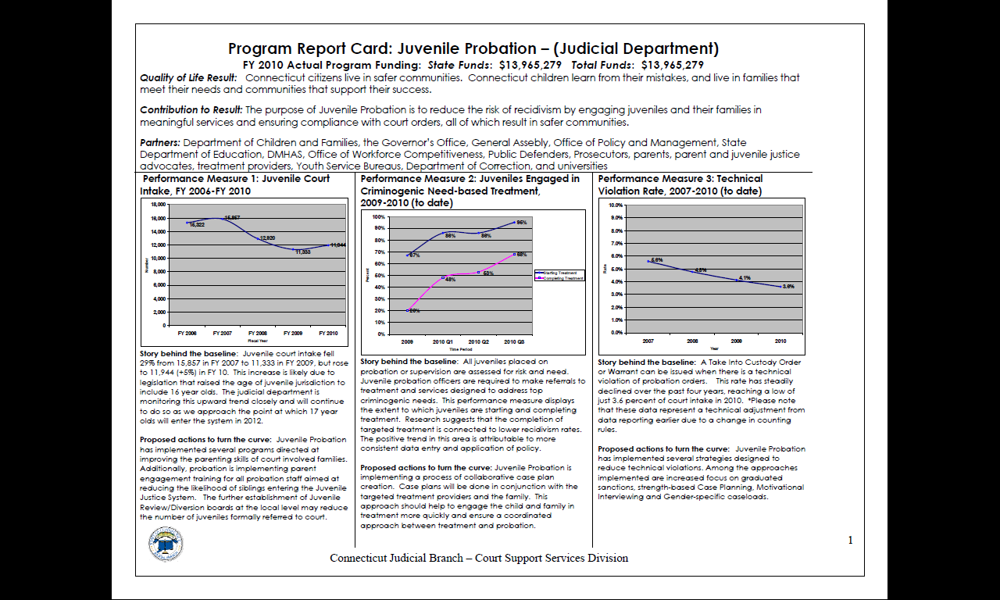 Program Report Card: Juvenile Probation – (Judicial Department)
FY 2010 Actual Program Funding: State Funds: $13,965,279 Total Funds: $13,965,279
Quality of Life Result: Connecticut citizens live in safer communities. Connecticut children learn from their mistakes, and live in families that
meet their needs and communities that support their success.
Contribution to Result: The purpose of Juvenile Probation is to reduce the risk of recidivism by engaging juveniles and their families in
meaningful services and ensuring compliance with court orders, all of which result in safer communities.
Partners: Department of Children and Families, the Governor's Office, General Assebly, Office of Policy and Management, State
Department of Education, DMHAS, Office of Workforce Competitiveness, Public Defenders, Prosecutors, parents, parent and juvenile justice
advocates, treatment providers, Youth Service Bureaus, Department of Correction, and universities
Performance Measure 1: Juvenile Court
Intake, FY 2006-FY 2010
18,000
16,000
14,000
12,000
10,000
8,000
6,000
4,000
2,000
0
Number
15,322
15,857
12,920
11,333
11,944
FY 2006 FY 2007 FY 2008 FY 2009 FY 2010
Fiscal Year
Story behind the baseline: Juvenile court intake fell
29% from 15,857 in FY 2007 to 11,333 in FY 2009, but rose
to 11,944 (+5%) in FY 10. This increase is likely due to
legislation that raised the age of juvenile jurisdiction to
include 16 year olds. The judicial department is
monitoring this upward trend closely and will continue
to do so as we approach the point at which 17 year
olds will enter the system in 2012.
Proposed actions to turn the curve: Juvenile Probation
has implemented several programs directed at
improving the parenting skills of court involved families.
Additionally, probation is implementing parent
engagement training for all probation staff aimed at
reducing the likelihood of siblings entering the Juvenile
Justice System. The further establishment of Juvenile
Review/Diversion boards at the local level may reduce
the number of juveniles formally referred to court.
Performance Measure 2: Juveniles Engaged in
Criminogenic Need-based Treatment,
2009-2010 (to date)
100%
90%
80%
70%
60%
50%
40%
30%
20%
10%
0%
Percent
67%
86%
86%
95%
20%
48%
53%
68%
Starting Treatment
Completing Treatment
2009 2010 Q1 2010 Q2 2010 Q3
Time Period
Story behind the baseline: All juveniles placed on
probation or supervision are assessed for risk and need.
Juvenile probation officers are required to make referrals to
treatment and services designed to address top
criminogenic needs. This performance measure displays
the extent to which juveniles are starting and completing
treatment. Research suggests that the completion of
targeted treatment is connected to lower recidivism rates.
The positive trend in this area is attributable to more
consistent data entry and application of policy.
Proposed actions to turn the curve: Juvenile Probation is
implementing a process of collaborative case plan
creation. Case plans will be done in conjunction with the
targeted treatment providers and the family. This
approach should help to engage the child and family in
treatment more quickly and ensure a coordinated
approach between treatment and probation.
Performance Measure 3: Technical
Violation Rate, 2007-2010 (to date)
10.0%
9.0%
8.0%
7.0%
6.0%
5.0%
4.0%
3.0%
2.0%
1.0%
0.0%
Rate
5.6%
4.8%
4.1%
3.6%
2007 2008 2009 2010
Year
Story behind the baseline: A Take Into Custody Order
or Warrant can be issued when there is a technical
violation of probation orders. This rate has steadily
declined over the past four years, reaching a low of
just 3.6 percent of court intake in 2010. *Please note
that these data represent a technical adjustment from
data reporting earlier due to a change in counting
rules.
Proposed actions to turn the curve: Juvenile Probation
has implemented several strategies designed to
reduce technical violations. Among the approaches
implemented are increased focus on graduated
sanctions, strength-based Case Planning, Motivational
Interviewing and Gender-specific caseloads.
1
Connecticut Judicial Branch – Court Support Services Division